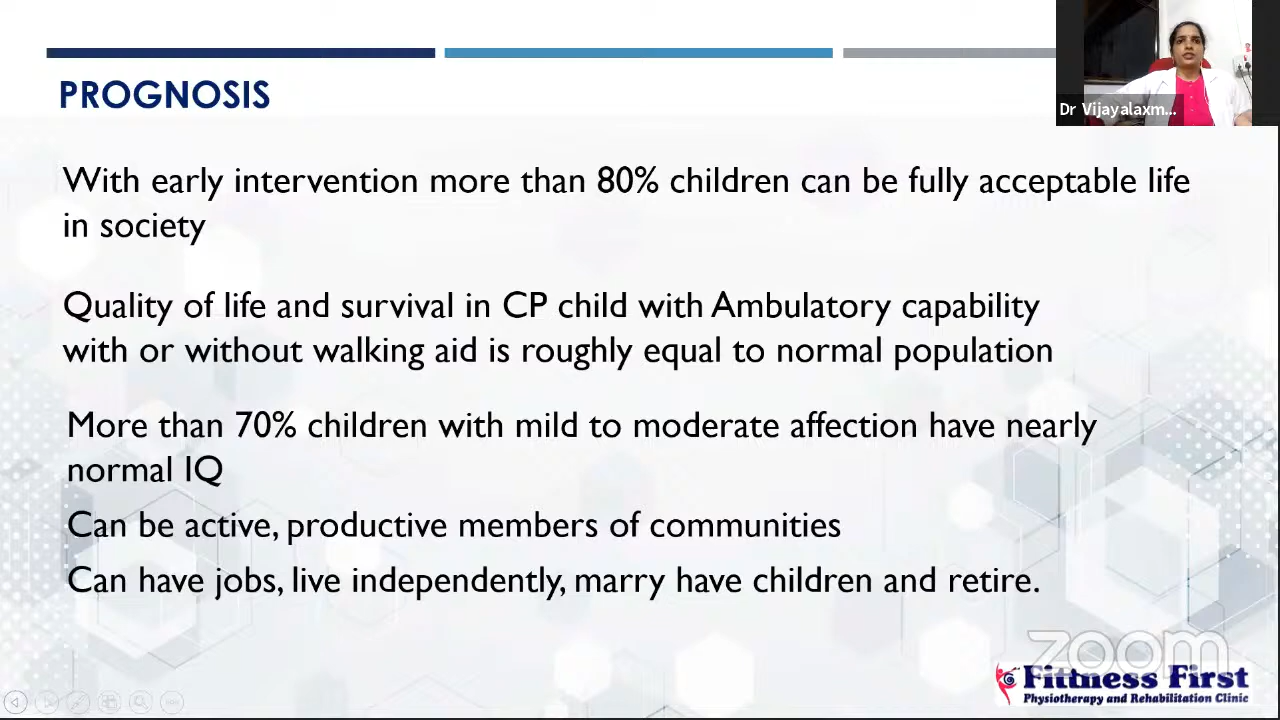 PROGNOSIS
Dr Vijayalaxm...
With early intervention more than 80% children can be fully acceptable life
in society
Quality of life and survival in CP child with Ambulatory capability
with or without walking aid is roughly equal to normal population
More than 70% children with mild to moderate affection have nearly
normal IQ
Can be active, productive members of communities
Can have jobs, live independently, marry have children and retire.
zoom
Fittness First
Physiotherapy and Rehabilitation Clinic